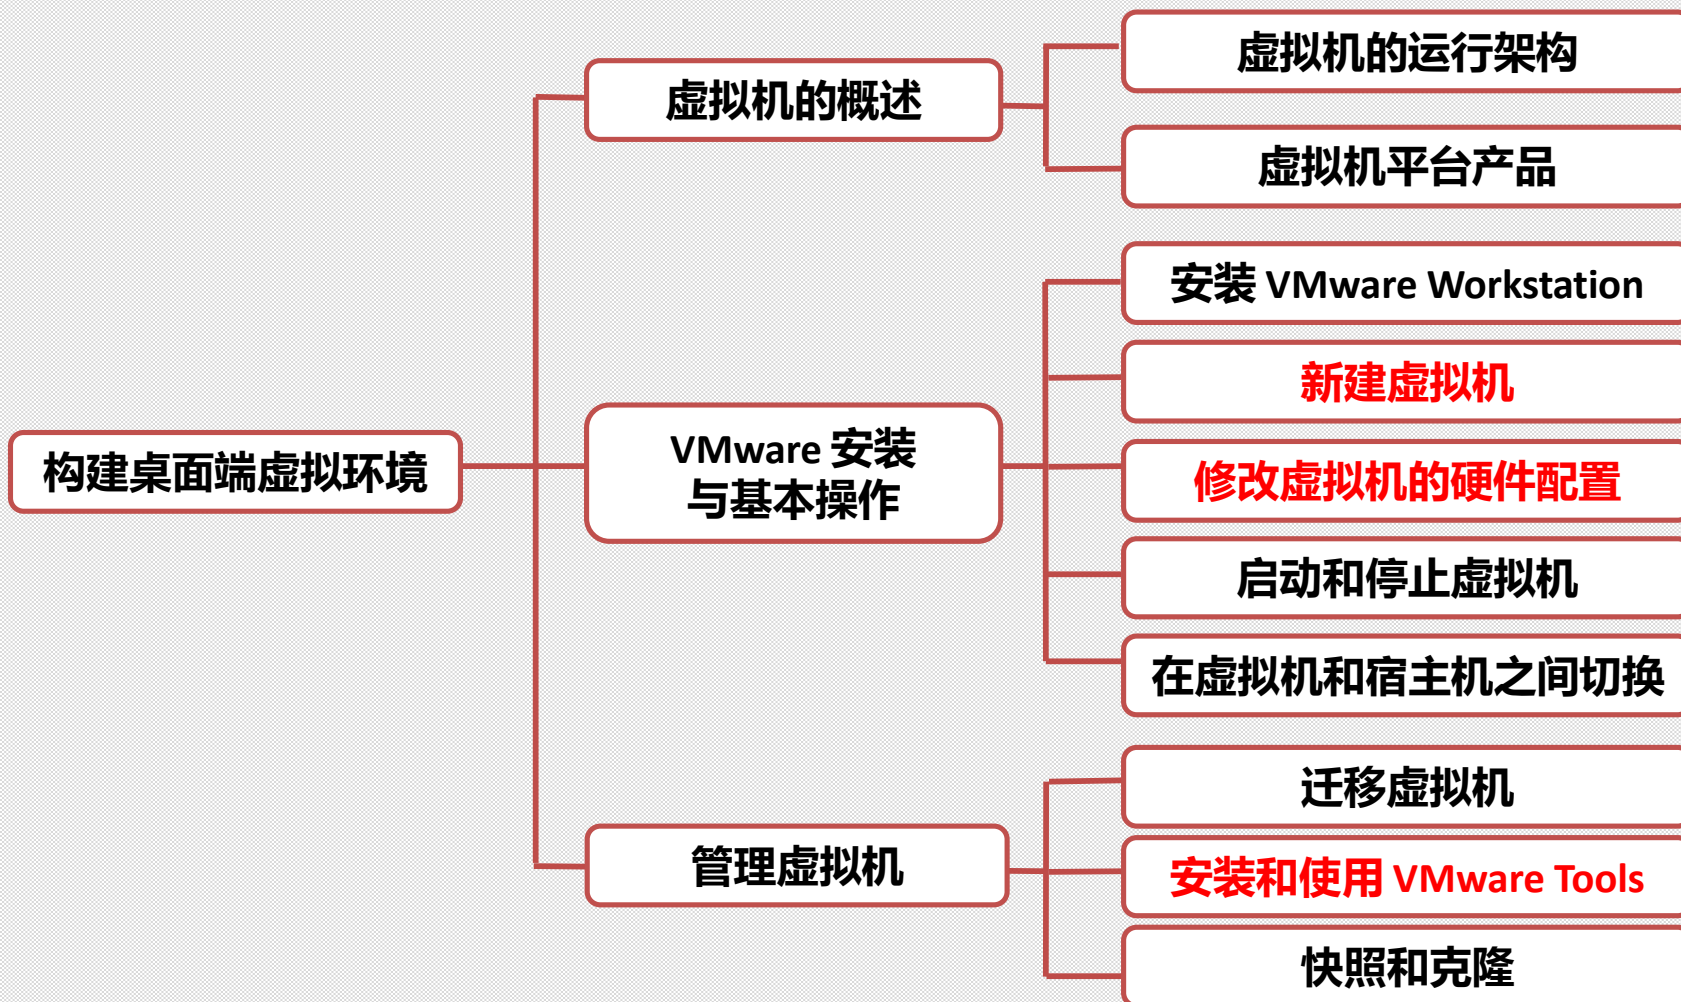 构建桌面端虚拟环境
虚拟机的概述
虚拟机的运行架构
虚拟机平台产品
VMware 安装
与基本操作
安装 VMware Workstation
新建虚拟机
修改虚拟机的硬件配置
启动和停止虚拟机
在虚拟机和宿主机之间切换
管理虚拟机
迁移虚拟机
安装和使用 VMware Tools
快照和克隆